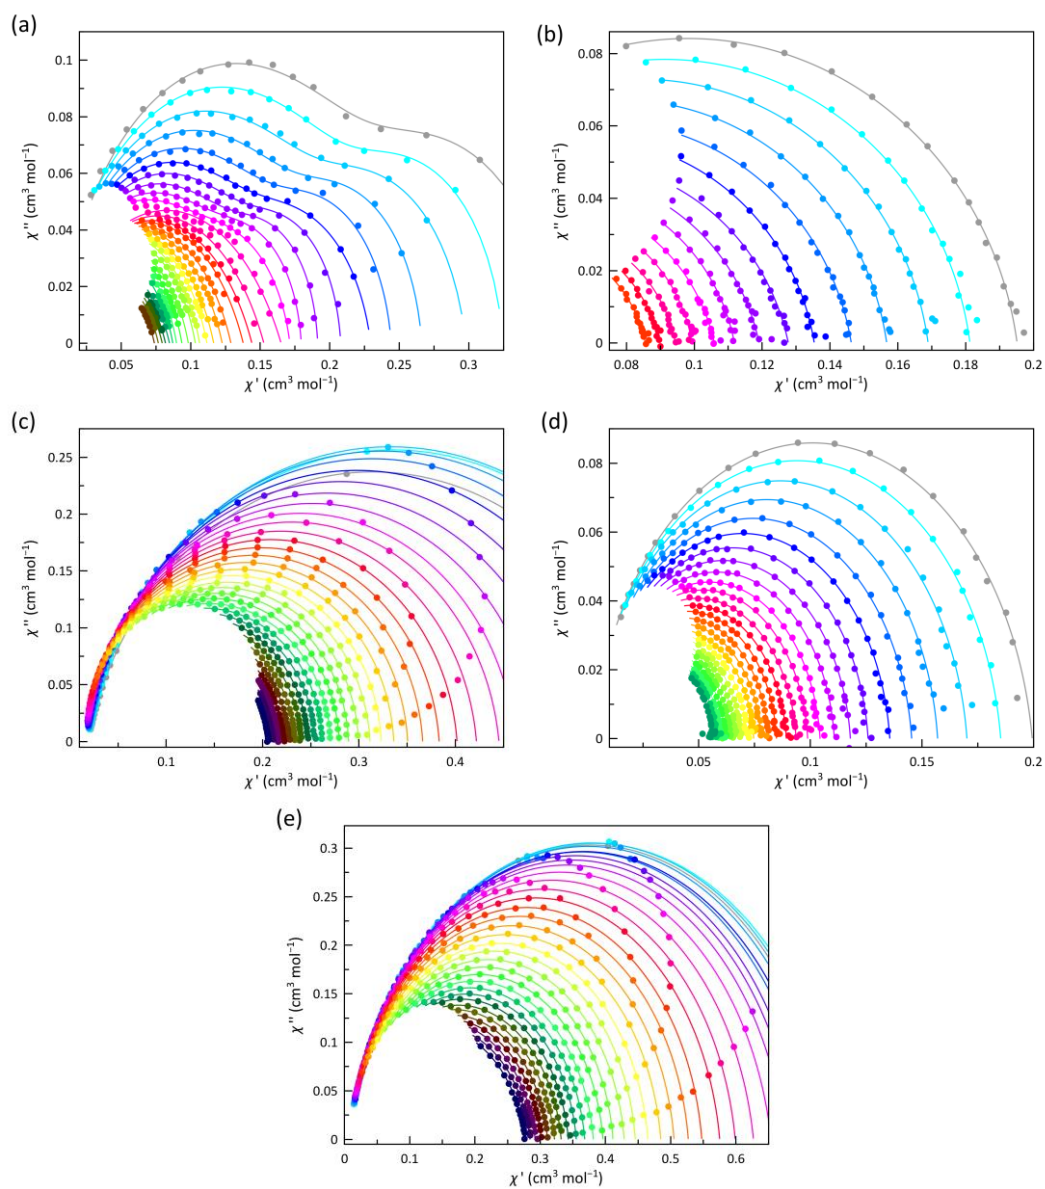 (a)
0.1
0.08
0.06
0.04
0.02
0
χ'' (cm³ mol⁻¹)
0.05 0.1 0.15 0.2 0.25 0.3
χ' (cm³ mol⁻¹)
(b)
0.08
0.06
0.04
0.02
0
χ'' (cm³ mol⁻¹)
0.08 0.1 0.12 0.14 0.16 0.18 0.2
χ' (cm³ mol⁻¹)
(c)
0.25
0.2
0.15
0.1
0.05
0
χ'' (cm³ mol⁻¹)
0.1 0.2 0.3 0.4
χ' (cm³ mol⁻¹)
(d)
0.08
0.06
0.04
0.02
0
χ'' (cm³ mol⁻¹)
0.05 0.1 0.15 0.2
χ' (cm³ mol⁻¹)
(e)
0.3
0.25
0.2
0.15
0.1
0.05
0
χ'' (cm³ mol⁻¹)
0 0.1 0.2 0.3 0.4 0.5 0.6
χ' (cm³ mol⁻¹)